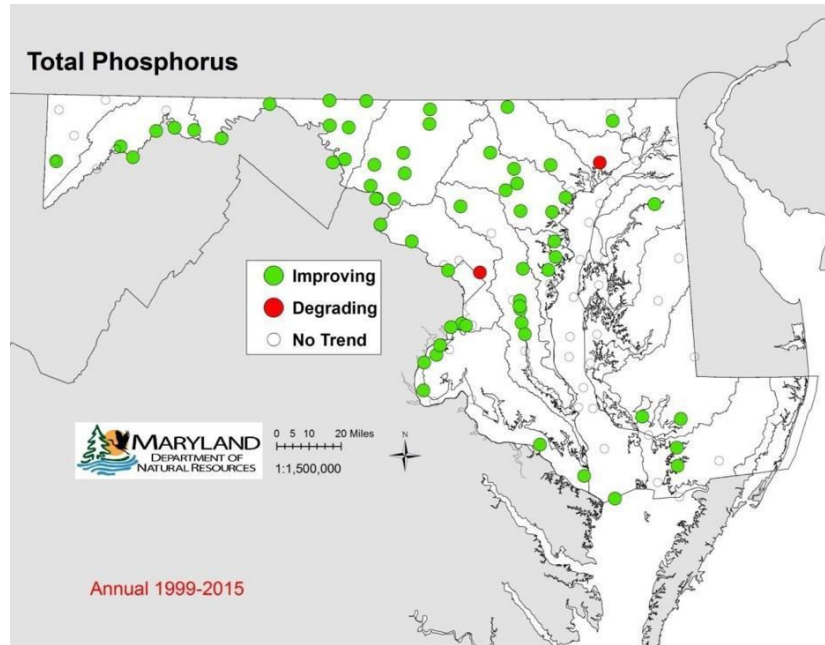 Total Phosphorus
Improving
Degrading
No Trend
MARYLAND
DEPARTMENT OF
NATURAL RESOURCES
0 5 10 20 Miles
1:1,500,000
N
Annual 1999-2015